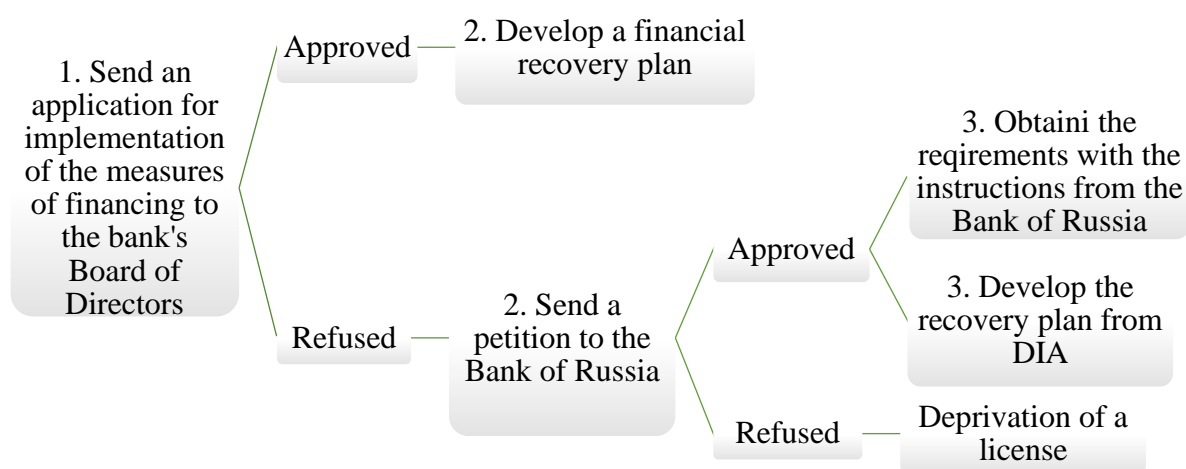 1. Send an
application for
implementation
of the measures
of financing to
the bank's
Board of
Directors
Approved
2. Develop a financial
recovery plan
Refused
2. Send a
petition to the
Bank of Russia
Approved
3. Obtaini the
reqirements with the
instructions from the
Bank of Russia
3. Develop the
recovery plan from
DIA
Refused
Deprivation of a
license